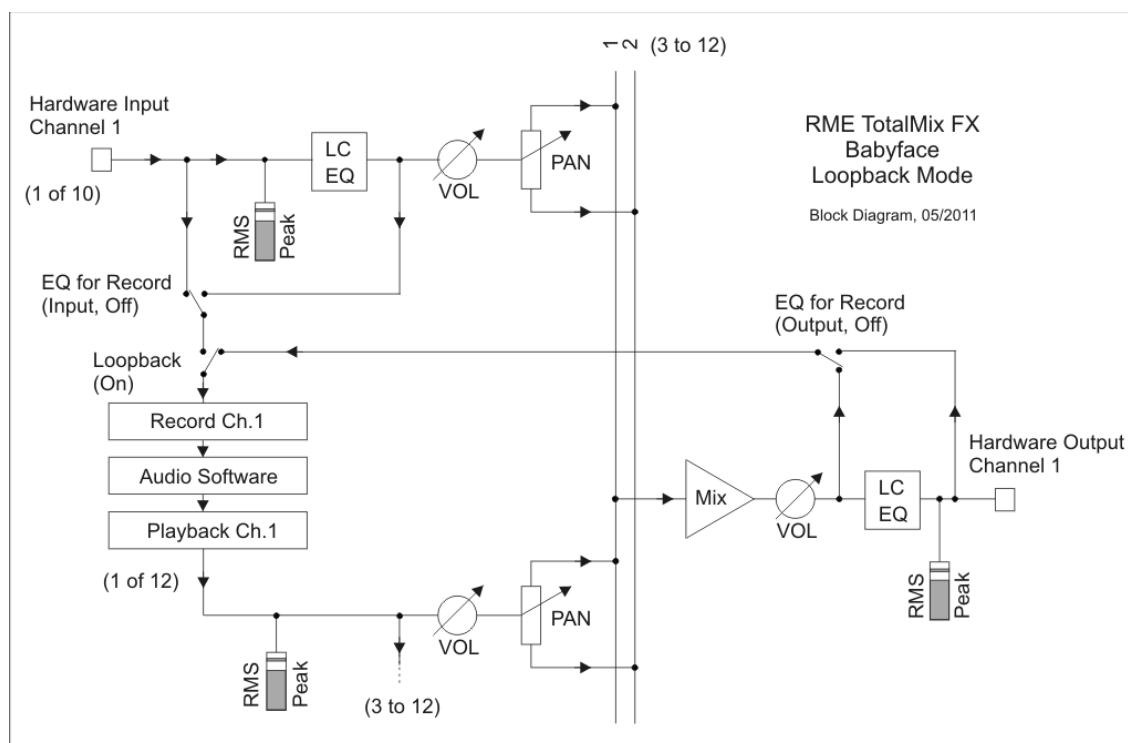 1
2
(3 to 12)
Hardware Input
Channel 1
(1 of 10)
LC
EQ
VOL
PAN
RMS
Peak
RME TotalMix FX
Babyface
Loopback Mode
Block Diagram, 05/2011
EQ for Record
(Input, Off)
EQ for Record
(Output, Off)
Loopback
(On)
Record Ch.1
Audio Software
Playback Ch.1
(1 of 12)
Mix
VOL
LC
EQ
Hardware Output
Channel 1
RMS
Peak
VOL
PAN
RMS
Peak
(3 to 12)